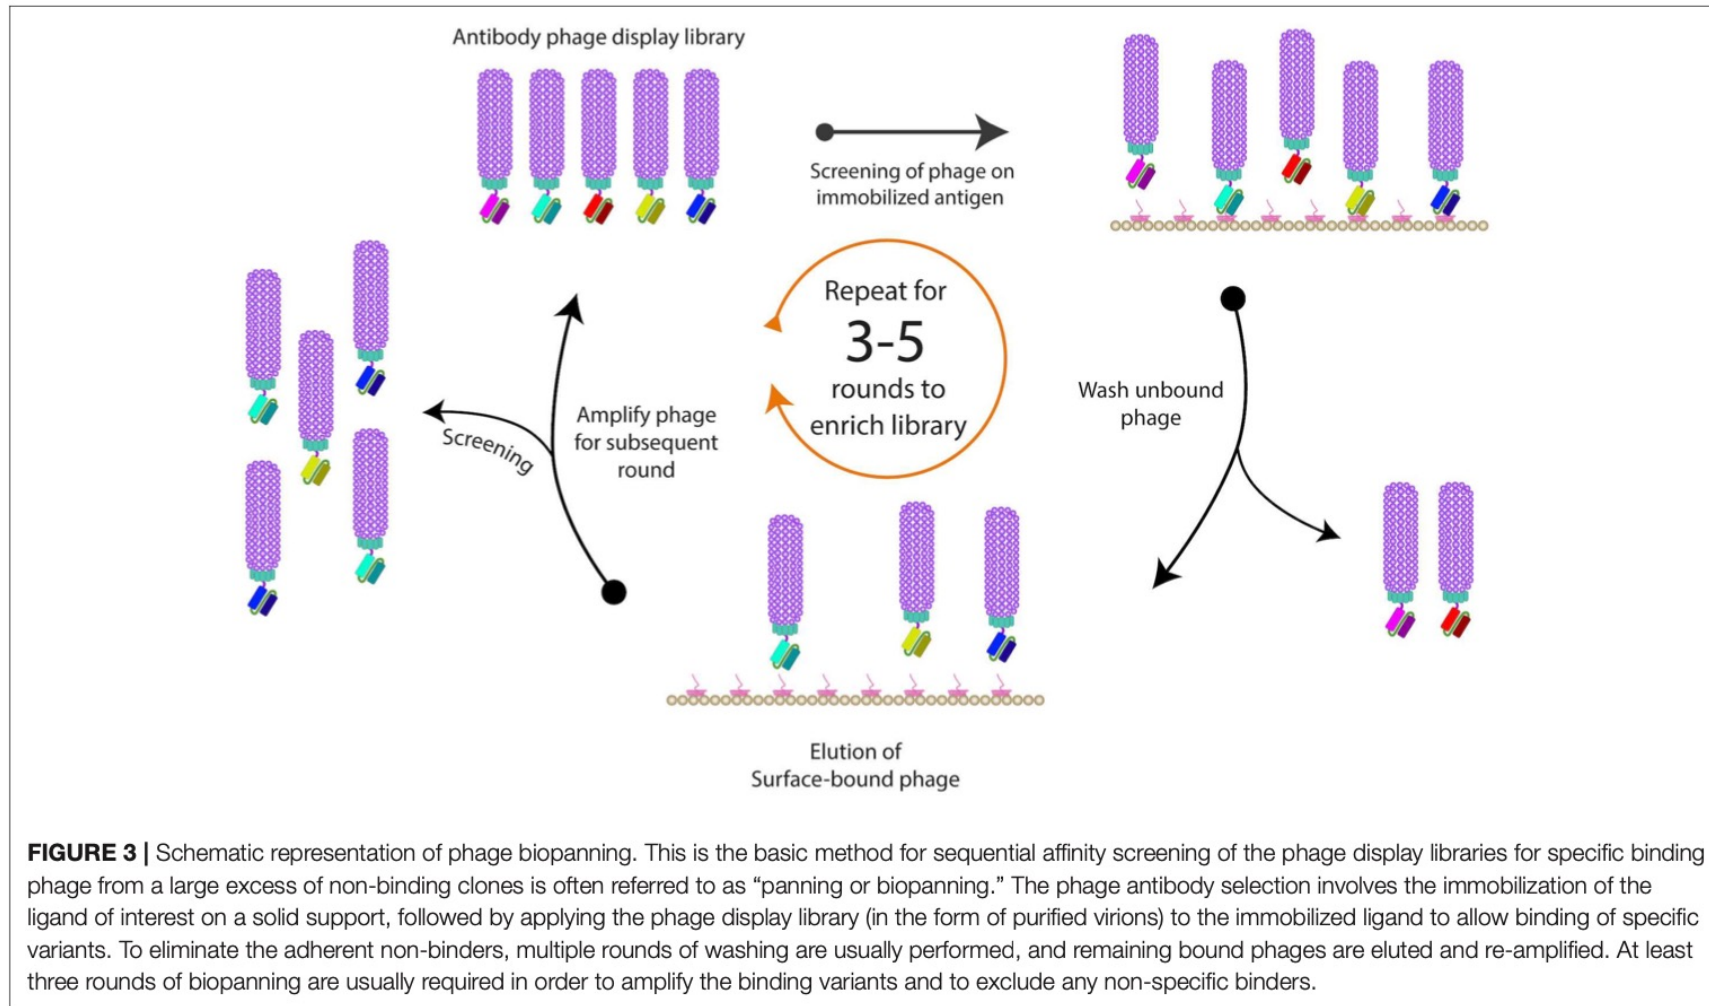 Antibody phage display library
Screening of phage on
immobilized antigen
Repeat for
3-5
rounds to
enrich library
Wash unbound
phage
Amplify phage
for subsequent
round
Screening
Elution of
Surface-bound phage
FIGURE 3 | Schematic representation of phage biopanning. This is the basic method for sequential affinity screening of the phage display libraries for specific binding
phage from a large excess of non-binding clones is often referred to as “panning or biopanning.” The phage antibody selection involves the immobilization of the
ligand of interest on a solid support, followed by applying the phage display library (in the form of purified virions) to the immobilized ligand to allow binding of specific
variants. To eliminate the adherent non-binders, multiple rounds of washing are usually performed, and remaining bound phages are eluted and re-amplified. At least
three rounds of biopanning are usually required in order to amplify the binding variants and to exclude any non-specific binders.